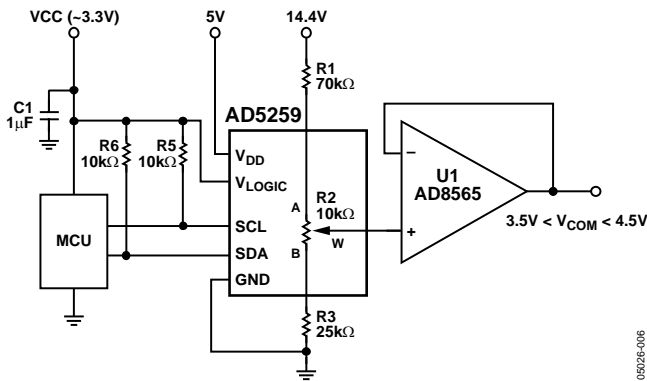 VCC (~3.3V)
5V
14.4V
R1
70kΩ
C1
1μF
AD5259
R6
10kΩ
R5
10kΩ
VDD
VLOGIC
SCL
SDA
GND
MCU
A
R2
10kΩ
B
W
R3
25kΩ
–
+
U1
AD8565
3.5V < VCOM < 4.5V
05026-006